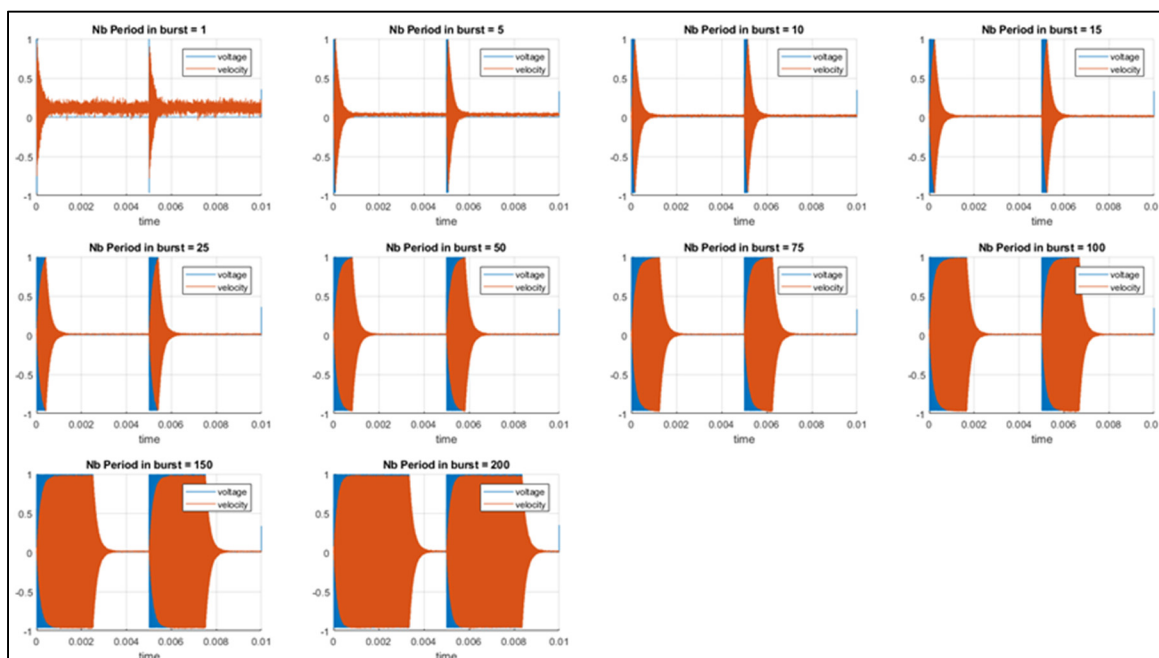 Nb Period in burst = 1
Nb Period in burst = 5
Nb Period in burst = 10
Nb Period in burst = 15
1
0.5
0
-0.5
-1
voltage
velocity
0 0.002 0.004 0.006 0.008 0.01
time
1
0.5
0
-0.5
-1
voltage
velocity
0 0.002 0.004 0.006 0.008 0.01
time
1
0.5
0
-0.5
-1
voltage
velocity
0 0.002 0.004 0.006 0.008 0.01
time
1
0.5
0
-0.5
-1
voltage
velocity
0 0.002 0.004 0.006 0.008 0.01
time
Nb Period in burst = 25
Nb Period in burst = 50
Nb Period in burst = 75
Nb Period in burst = 100
1
0.5
0
-0.5
-1
voltage
velocity
0 0.002 0.004 0.006 0.008 0.01
time
1
0.5
0
-0.5
-1
voltage
velocity
0 0.002 0.004 0.006 0.008 0.01
time
1
0.5
0
-0.5
-1
voltage
velocity
0 0.002 0.004 0.006 0.008 0.01
time
1
0.5
0
-0.5
-1
voltage
velocity
0 0.002 0.004 0.006 0.008 0.01
time
Nb Period in burst = 150
Nb Period in burst = 200
1
0.5
0
-0.5
-1
voltage
velocity
0 0.002 0.004 0.006 0.008 0.01
time
1
0.5
0
-0.5
-1
voltage
velocity
0 0.002 0.004 0.006 0.008 0.01
time